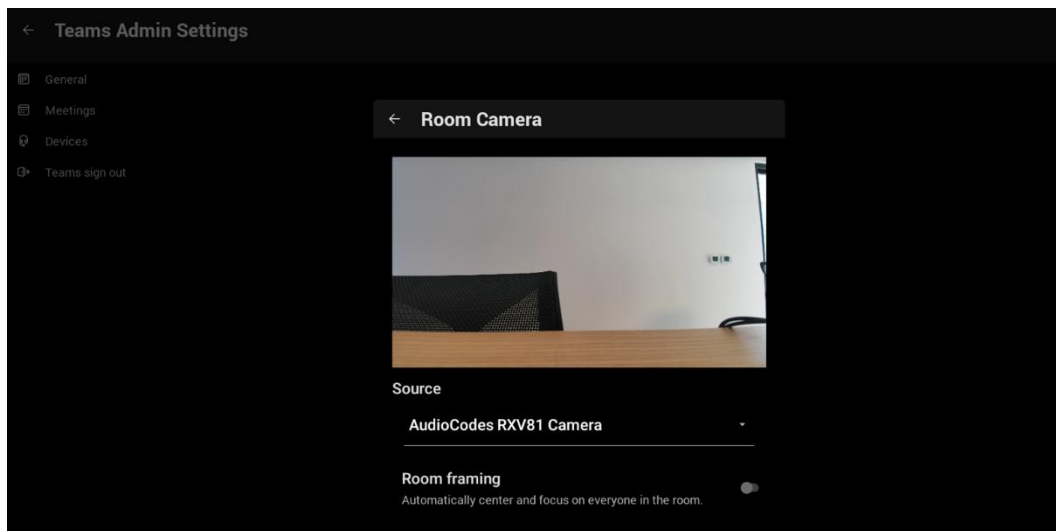 Teams Admin Settings
General
Meetings
Devices
Teams sign out
Room Camera
Source
AudioCodes RXV81 Camera
Room framing
Automatically center and focus on everyone in the room.